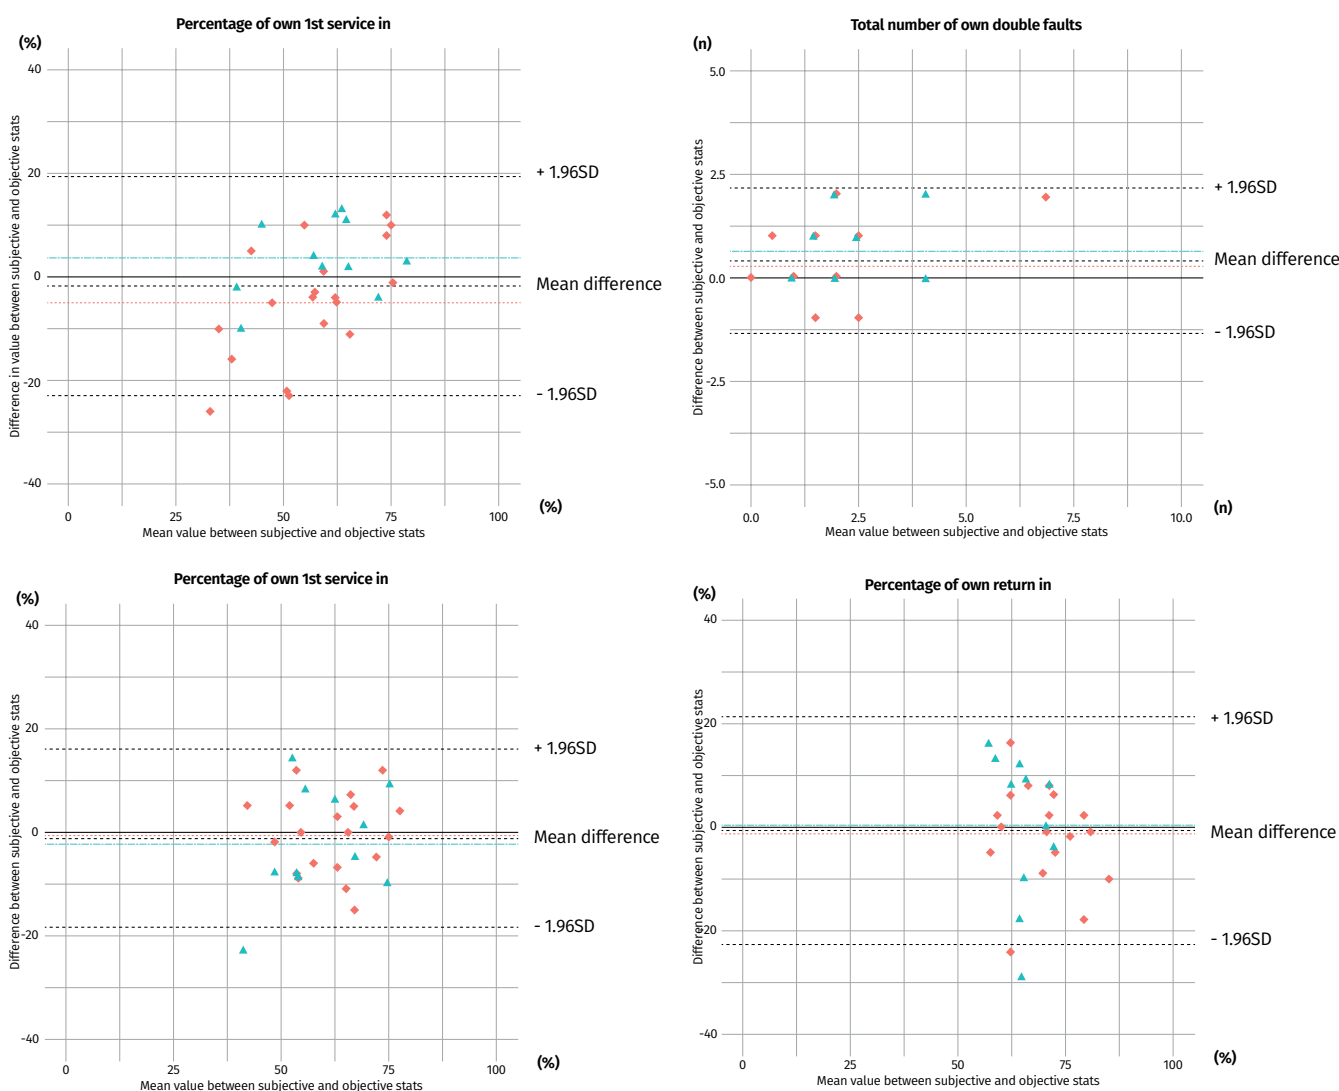 Percentage of own 1st service in
(%)
Difference in value between subjective and objective stats
40
20
0
-20
-40
+ 1.96SD
Mean difference
- 1.96SD
0
25
50
75
100
(%)
Mean value between subjective and objective stats
Total number of own double faults
(n)
Difference between subjective and objective stats
5.0
2.5
0.0
-2.5
-5.0
+ 1.96SD
Mean difference
- 1.96SD
0.0
2.5
5.0
7.5
10.0
(n)
Mean value between subjective and objective stats
Percentage of own 1st service in
(%)
Difference between subjective and objective stats
40
20
0
-20
-40
+ 1.96SD
Mean difference
- 1.96SD
0
25
50
75
100
(%)
Mean value between subjective and objective stats
Percentage of own return in
(%)
Difference between subjective and objective stats
40
20
0
-20
-40
+ 1.96SD
Mean difference
- 1.96SD
0
25
50
75
100
(%)
Mean value between subjective and objective stats